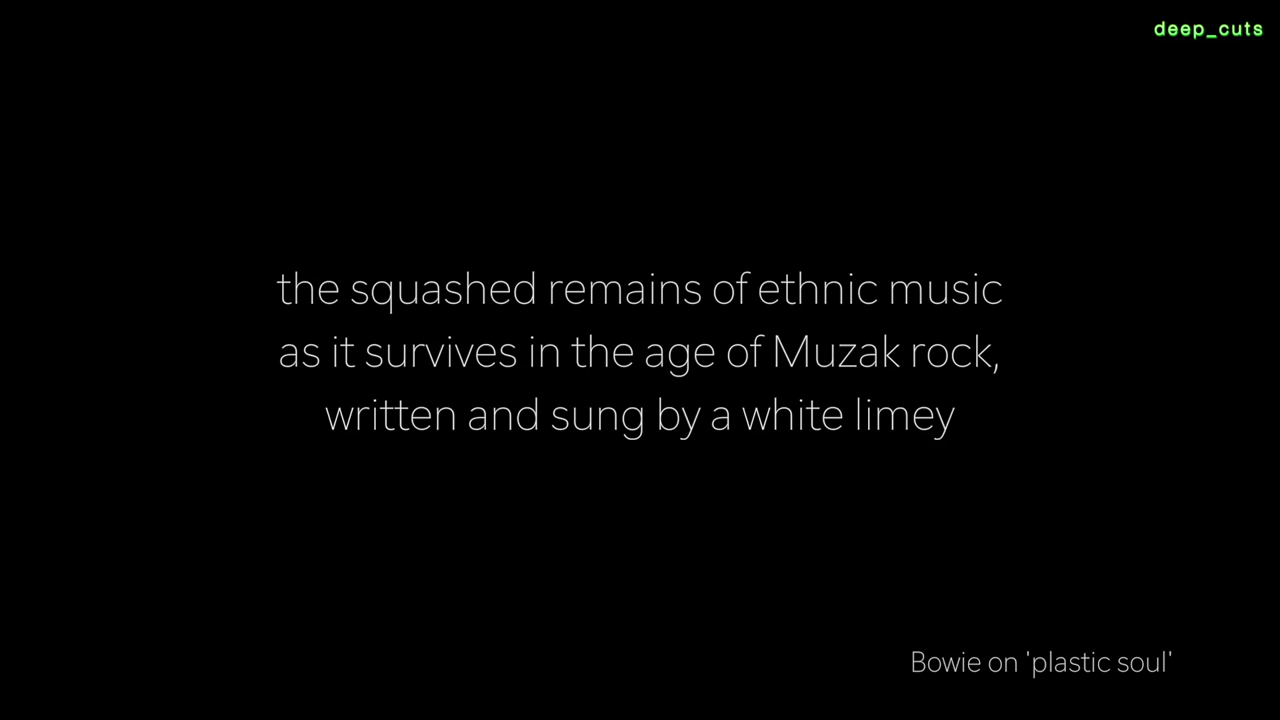 deep_cuts
the squashed remains of ethnic music
as it survives in the age of Muzak rock,
written and sung by a white limey
Bowie on 'plastic soul'